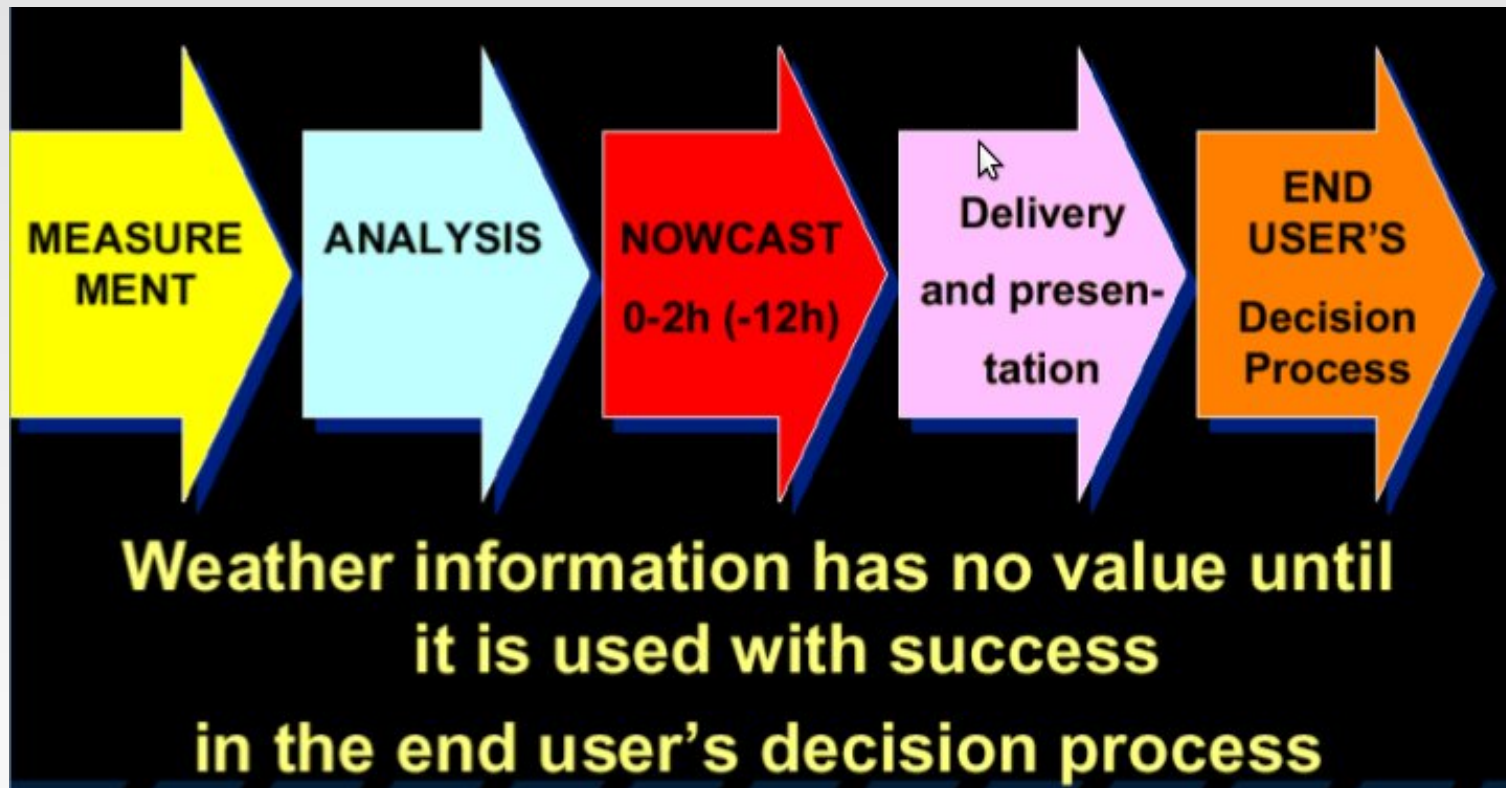 MEASURE
MENT
ANALYSIS
NOWCAST
0-2h (-12h)
Delivery
and presen-
tation
END
USER’S
Decision
Process
Weather information has no value until
it is used with success
in the end user’s decision process